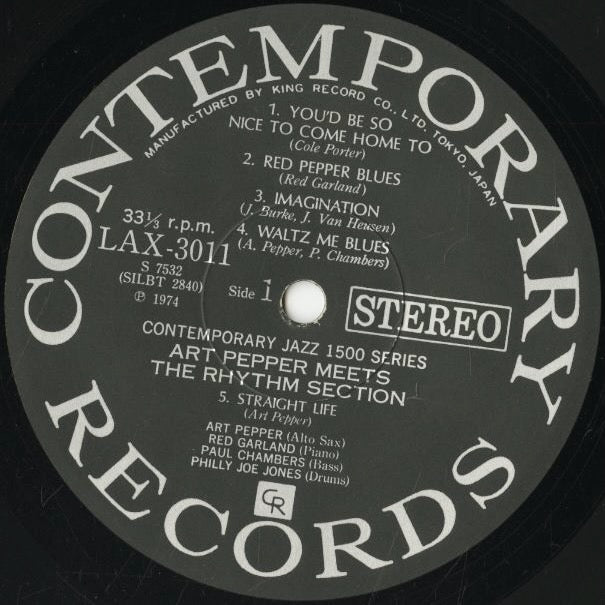 CONTEMPORARY
MANUFACTURED BY KING RECORD CO., LTD. TOKYO, JAPAN
1. YOU'D BE SO
NICE TO COME HOME TO
(Cole Porter)
2. RED PEPPER BLUES
(Red Garland)
3. IMAGINATION
(J. Burke, J. Van Heusen)
4. WALTZ ME BLUES
(A. Pepper, P. Chambers)
33⅓ r.p.m.
LAX-3011
S 7532
(SILBT 2840)
℗ 1974
Side 1
STEREO
CONTEMPORARY JAZZ 1500 SERIES
ART PEPPER MEETS
THE RHYTHM SECTION
5. STRAIGHT LIFE
(Art Pepper)
ART PEPPER (Alto Sax)
RED GARLAND (Piano)
PAUL CHAMBERS (Bass)
PHILLY JOE JONES (Drums)
CR
RECORDS